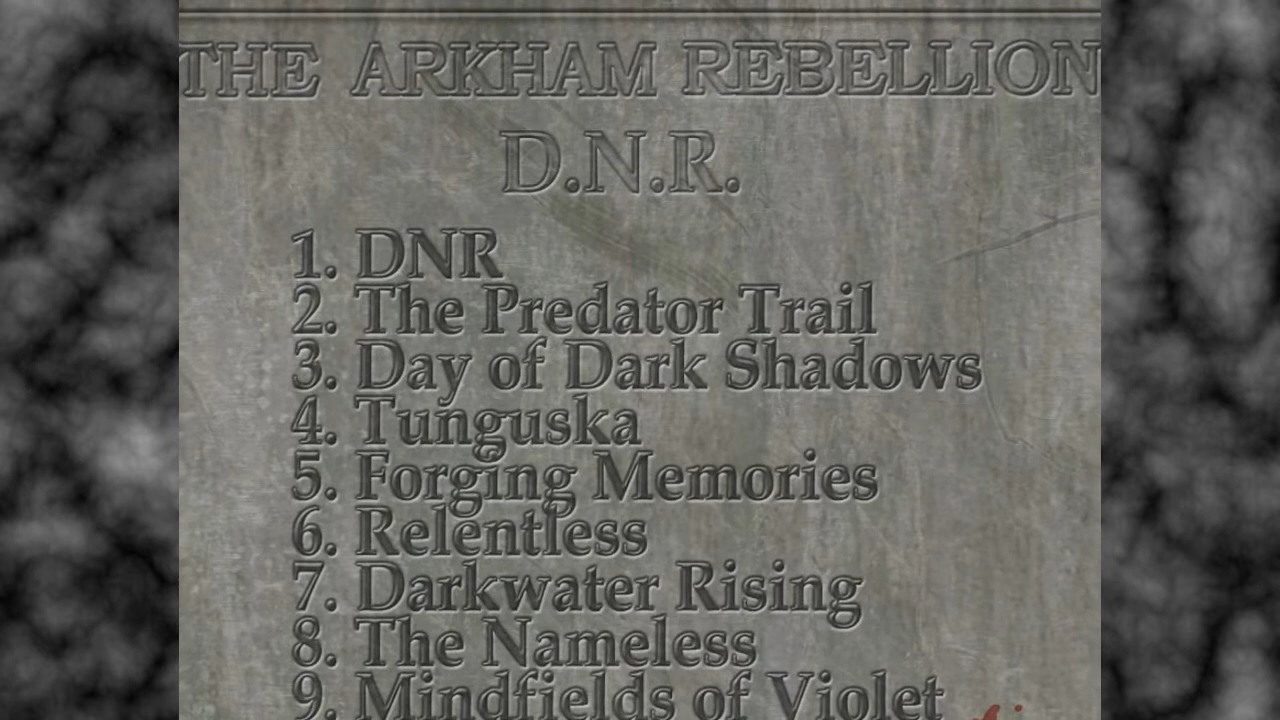 THE ARKHAM REBELLION
D.N.R.
1. DNR
2. The Predator Trail
3. Day of Dark Shadows
4. Tunguska
5. Forging Memories
6. Relentless
7. Darkwater Rising
8. The Nameless
9. Mindfields of Violet